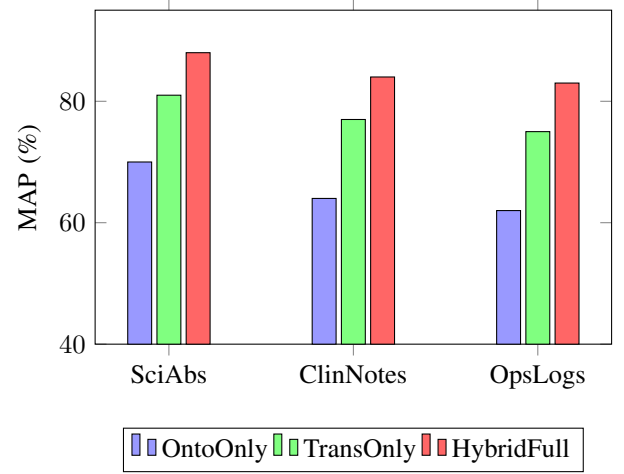 MAP (%)
80
60
40
SciAbs ClinNotes OpsLogs
OntoOnly TransOnly HybridFull